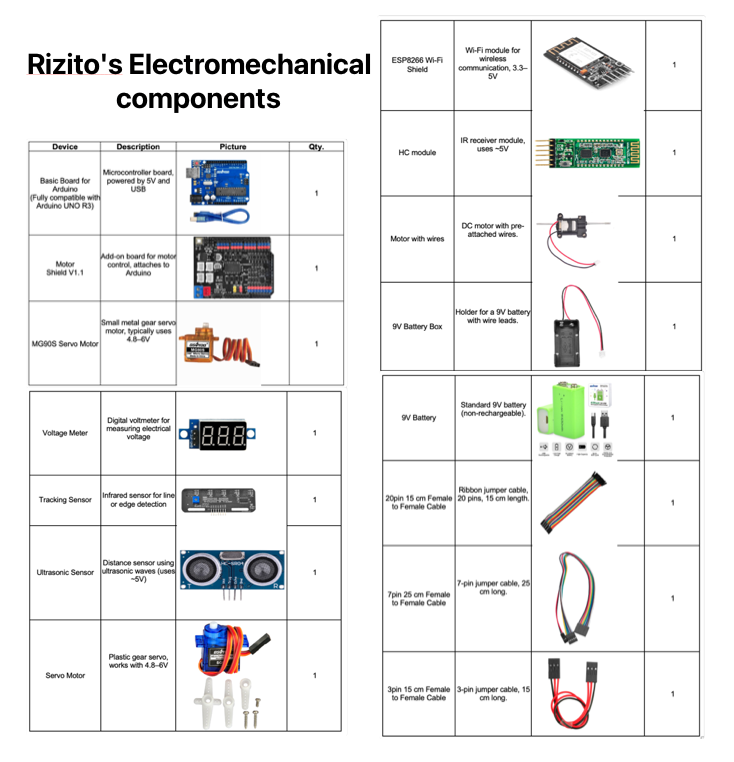 Rizito's Electromechanical
components
Device Description Picture Qty.
Basic Board for
Arduino
(Fully compatible with
Arduino UNO R3)
Microcontroller board,
powered by 5V and
USB
1
Motor
Shield V1.1
Add-on board for motor
control, attaches to
Arduino
1
MG90S Servo Motor
Small metal gear servo
motor, typically uses
4.8–6V
MG90S
1
Voltage Meter
Digital voltmeter for
measuring electrical
voltage
8.8.8.
1
Tracking Sensor
Infrared sensor for line
or edge detection
1
Ultrasonic Sensor
Distance sensor using
ultrasonic waves (uses
~5V)
T
R
1
Servo Motor
Plastic gear servo,
works with 4.8–6V
1
ESP8266 Wi-Fi
Shield
Wi-Fi module for
wireless
communication, 3.3–
5V
1
HC module
IR receiver module,
uses ~5V
1
Motor with wires
DC motor with pre-
attached wires.
1
9V Battery Box
Holder for a 9V battery
with wire leads.
1
9V Battery
Standard 9V battery
(non-rechargeable).
1
20pin 15 cm Female
to Female Cable
Ribbon jumper cable,
20 pins, 15 cm length.
1
7pin 25 cm Female
to Female Cable
7-pin jumper cable, 25
cm long.
1
3pin 15 cm Female
to Female Cable
3-pin jumper cable, 15
cm long.
1